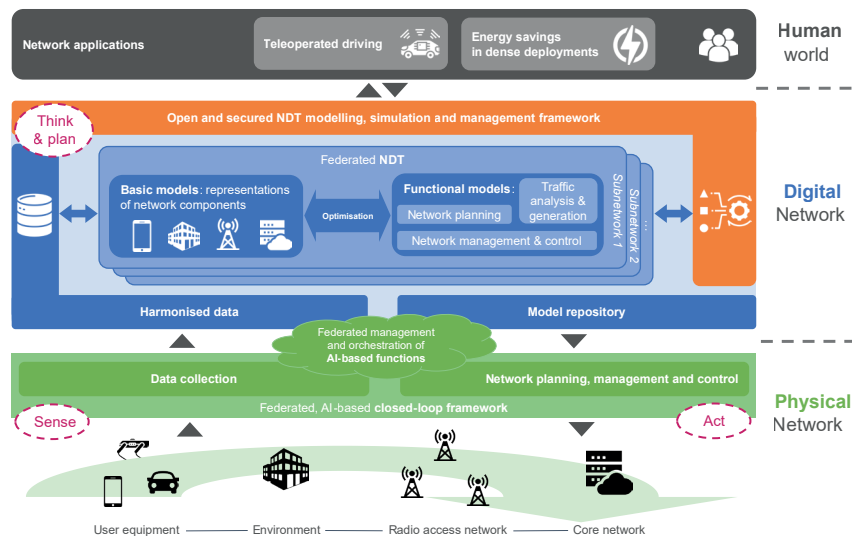 Network applications
Teleoperated driving
Energy savings
in dense deployments
Human
world
Think
& plan
Open and secured NDT modelling, simulation and management framework
Federated NDT
Basic models: representations
of network components
Optimisation
Functional models:
Network planning
Traffic
analysis &
generation
Network management & control
Subnetwork 1
Subnetwork 2
...
Digital
Network
Harmonised data
Model repository
Federated management
and orchestration of
AI-based functions
Data collection
Network planning, management and control
Federated, AI-based closed-loop framework
Sense
Act
Physical
Network
User equipment
Environment
Radio access network
Core network